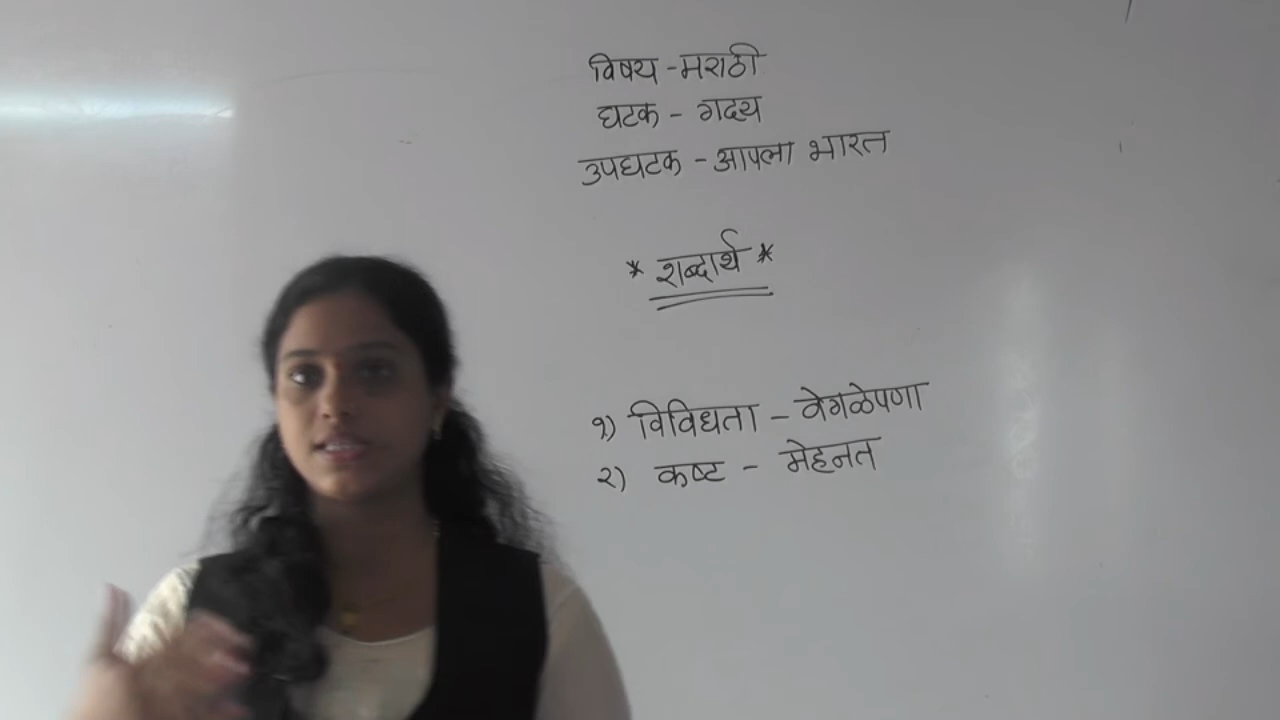 विषय - मराठी
घटक - गद्य
उपघटक - आपला भारत
* शब्दार्थ *
१) विविधता - वेगळेपणा
२) कष्ट - मेहनत